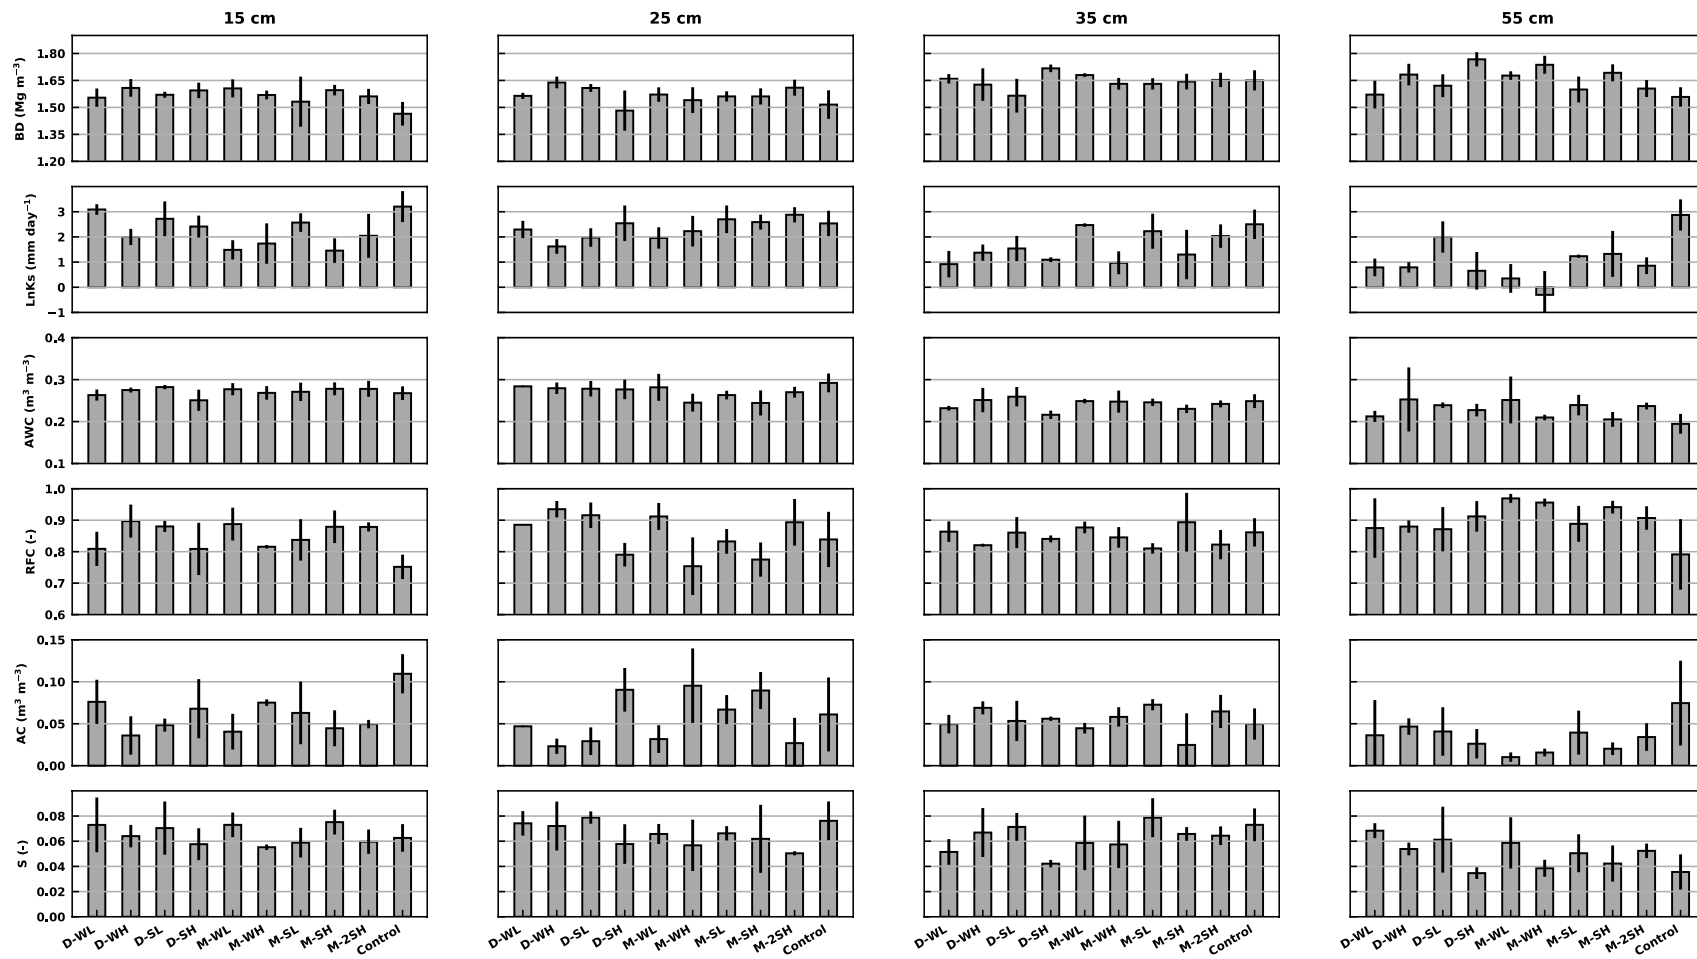 15 cm 25 cm 35 cm 55 cm
BD (Mg m⁻³)
1.80
1.65
1.50
1.35
1.20
LnKs (mm day⁻¹)
3
2
1
0
−1
AWC (m³ m⁻³)
0.4
0.3
0.2
0.1
RFC (-)
1.0
0.9
0.8
0.7
0.6
AC (m³ m⁻³)
0.15
0.10
0.05
0.00
S (-)
0.08
0.06
0.04
0.02
0.00
D-WL D-WH D-SL D-SH M-WL M-WH M-SL M-SH M-2SH Control
D-WL D-WH D-SL D-SH M-WL M-WH M-SL M-SH M-2SH Control
D-WL D-WH D-SL D-SH M-WL M-WH M-SL M-SH M-2SH Control
D-WL D-WH D-SL D-SH M-WL M-WH M-SL M-SH M-2SH Control